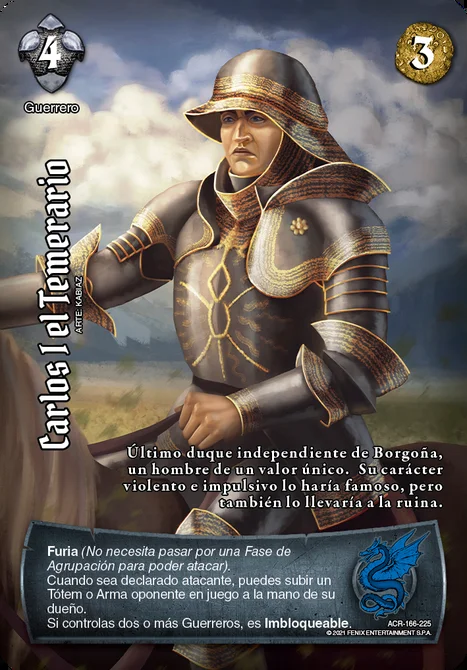 4
3
Guerrero
Carlos I el Temerario
ARTE: KABIAZ
Último duque independiente de Borgoña,
un hombre de un valor único. Su carácter
violento e impulsivo lo haría famoso, pero
también lo llevaría a la ruina.
Furia (No necesita pasar por una Fase de
Agrupación para poder atacar).
Cuando sea declarado atacante, puedes subir un
Tótem o Arma oponente en juego a la mano de su
dueño.
Si controlas dos o más Guerreros, es Imbloqueable.
ACR-166-225
©2021 FENIX ENTERTAINMENT S.P.A.